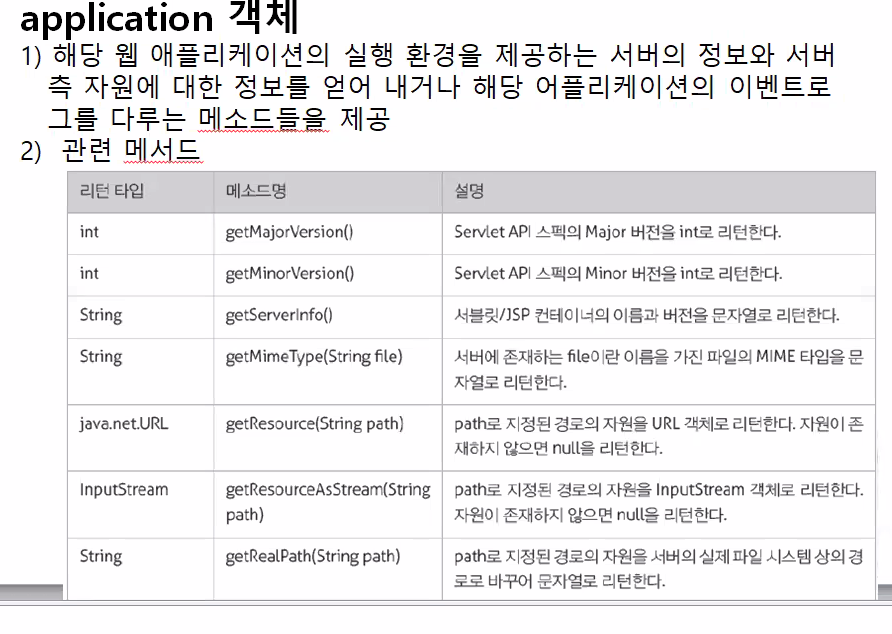 application 객체
1) 해당 웹 애플리케이션의 실행 환경을 제공하는 서버의 정보와 서버
측 자원에 대한 정보를 얻어 내거나 해당 어플리케이션의 이벤트로
그를 다루는 메소드들을 제공
2) 관련 메서드
리턴 타입 메소드명 설명
int getMajorVersion() Servlet API 스펙의 Major 버전을 int로 리턴한다.
int getMinorVersion() Servlet API 스펙의 Minor 버전을 int로 리턴한다.
String getServerInfo() 서블릿/JSP 컨테이너의 이름과 버전을 문자열로 리턴한다.
String getMimeType(String file) 서버에 존재하는 file이란 이름을 가진 파일의 MIME 타입을 문
자열로 리턴한다.
java.net.URL getResource(String path) path로 지정된 경로의 자원을 URL 객체로 리턴한다. 자원이 존
재하지 않으면 null을 리턴한다.
InputStream getResourceAsStream(String path로 지정된 경로의 자원을 InputStream 객체로 리턴한다.
path) 자원이 존재하지 않으면 null을 리턴한다.
String getRealPath(String path) path로 지정된 경로의 자원을 서버의 실제 파일 시스템 상의 경
로로 바꾸어 문자열로 리턴한다.